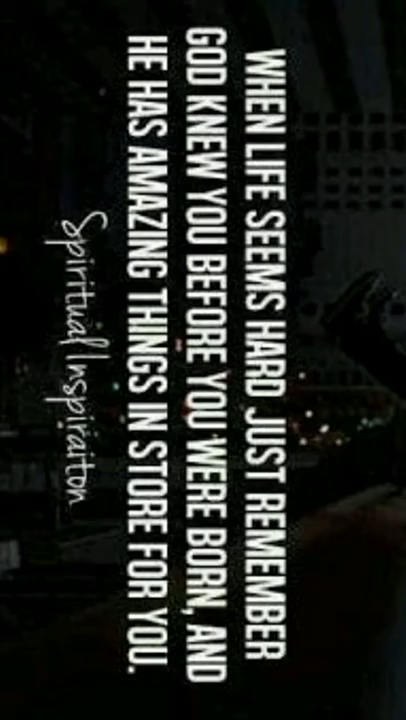 WHEN LIFE SEEMS HARD JUST REMEMBER
GOD KNEW YOU BEFORE YOU WERE BORN, AND
HE HAS AMAZING THINGS IN STORE FOR YOU.
Spiritual Inspiraiton